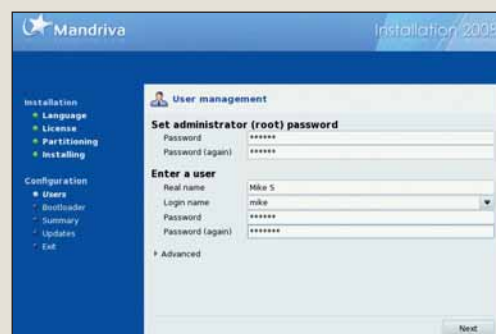 Mandriva
Installation 2008
Installation
Language
License
Partitioning
Installing
Configuration
Users
Bootloader
Summary
Updates
Exit
User management
Set administrator (root) password
Password ******
Password (again) ******
Enter a user
Real name Mike S
Login name mike
Password ******
Password (again) *******
Advanced
Next